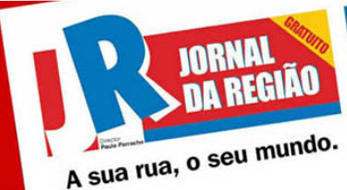 JR
JORNAL
DA REGIÃO
GRATUITO
Director
Paulo Parracho
A sua rua, o seu mundo.